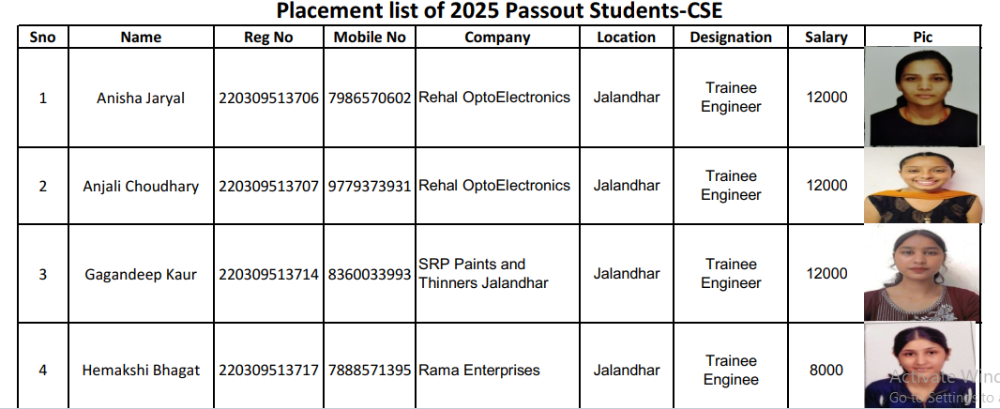 Placement list of 2025 Passout Students-CSE
Sno Name Reg No Mobile No Company Location Designation Salary Pic
1 Anisha Jaryal 220309513706 7986570602 Rehal OptoElectronics Jalandhar Trainee Engineer 12000
2 Anjali Choudhary 220309513707 9779373931 Rehal OptoElectronics Jalandhar Trainee Engineer 12000
3 Gagandeep Kaur 220309513714 8360033993 SRP Paints and Thinners Jalandhar Jalandhar Trainee Engineer 12000
4 Hemakshi Bhagat 220309513717 7888571395 Rama Enterprises Jalandhar Trainee Enginee 8000
Activate Winc
Go to Settings to a